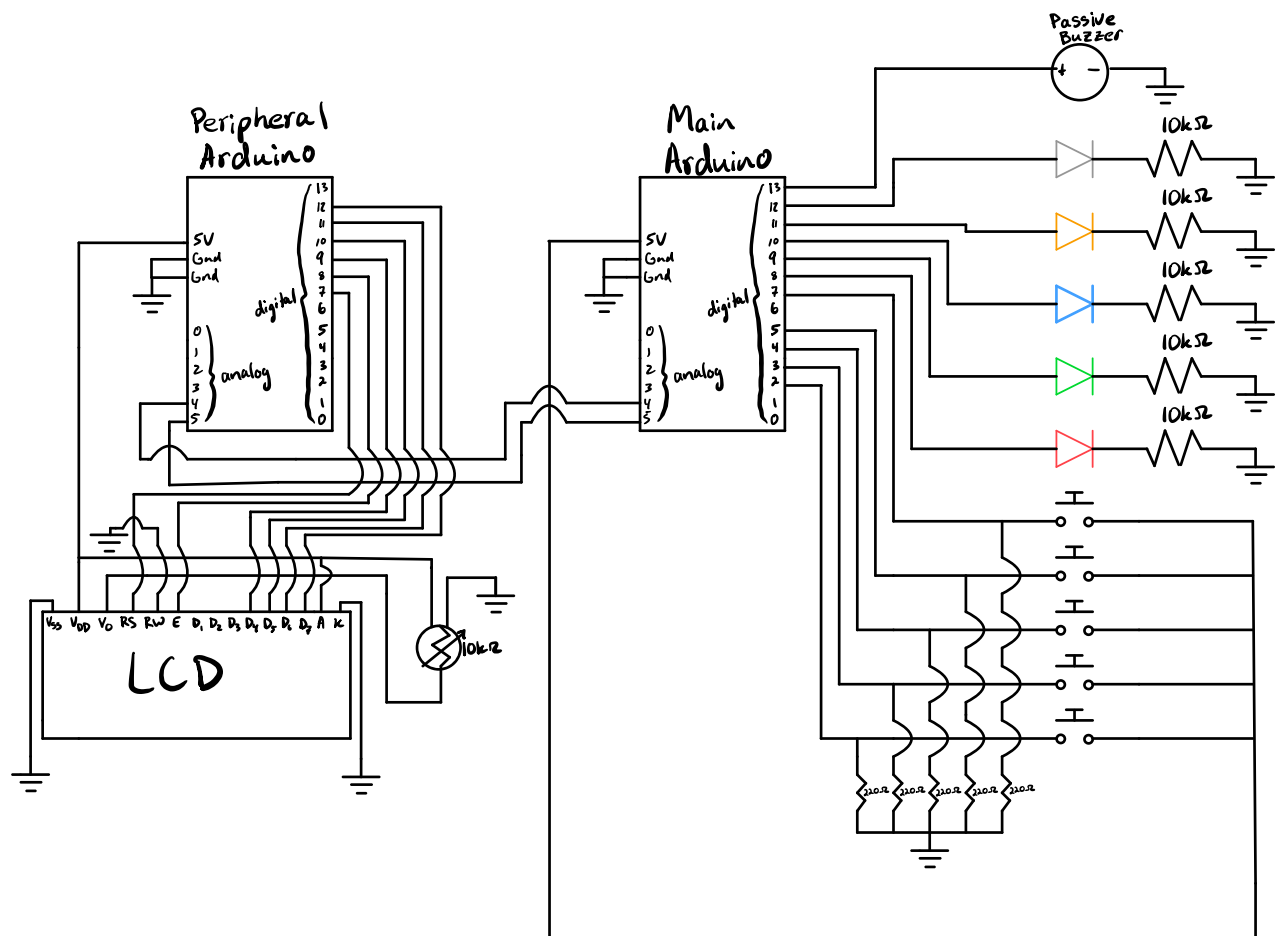 Passive
Buzzer
+ -
Peripheral
Arduino
Main
Arduino
10kΩ
10kΩ
10kΩ
10kΩ
10kΩ
5V
Gnd
Gnd
0
1
2
3
4
5
analog
digital
13
12
11
10
9
8
7
6
5
4
3
2
1
0
5V
Gnd
Gnd
0
1
2
3
4
5
analog
digital
13
12
11
10
9
8
7
6
5
4
3
2
1
0
VSS VDD V0 RS RW E D1 D2 D3 D4 D5 D6 D7 A K
LCD
10kΩ
220Ω 220Ω 220Ω 220Ω 220Ω